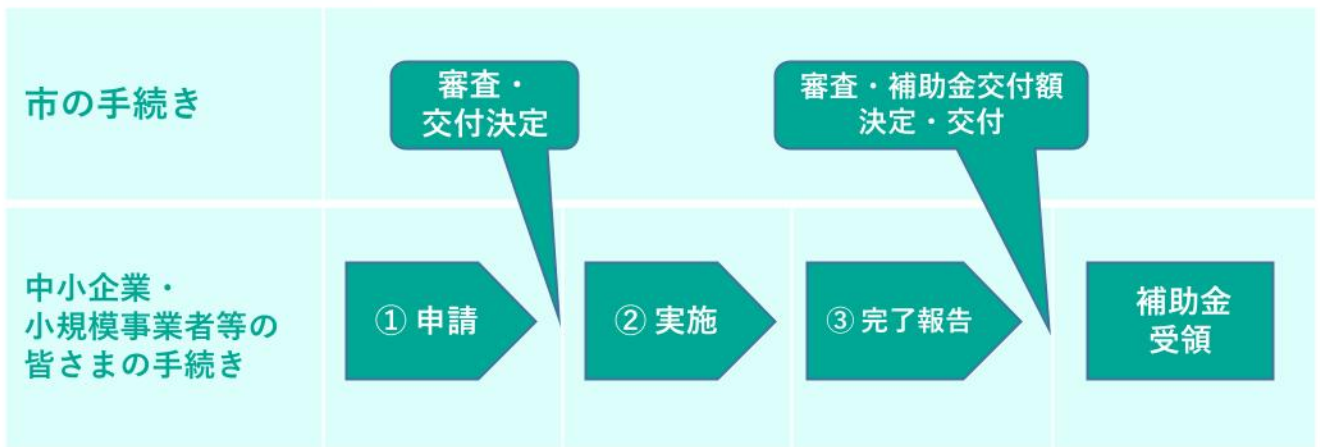 市の手続き
審査・
交付決定
審査・補助金交付額
決定・交付
中小企業・
小規模事業者等の
皆さまの手続き
① 申請
② 実施
③ 完了報告
補助金
受領